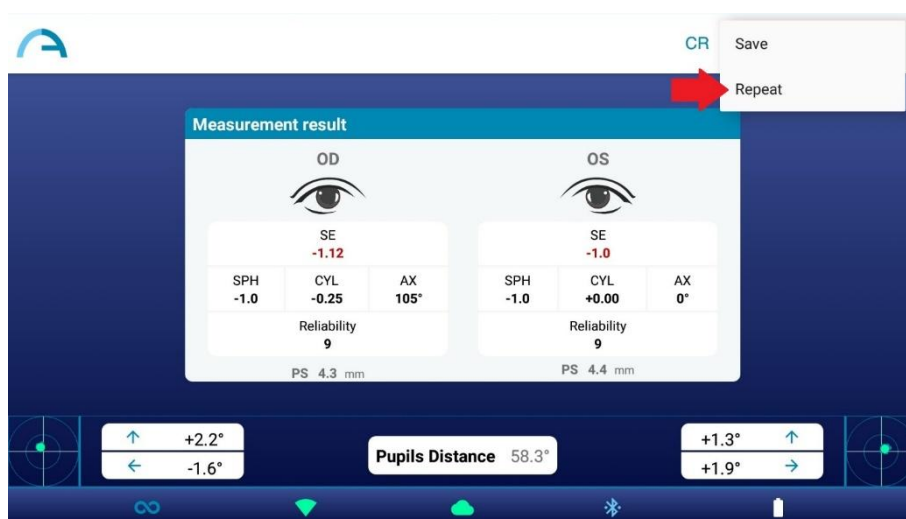 CR
Save
Repeat
Measurement result
OD
OS
SE
-1.12
SE
-1.0
SPH CYL AX
-1.0 -0.25 105°
SPH CYL AX
-1.0 +0.00 0°
Reliability
9
Reliability
9
PS 4.3 mm
PS 4.4 mm
↑ +2.2°
← -1.6°
Pupils Distance 58.3°
+1.3° ↑
+1.9° →